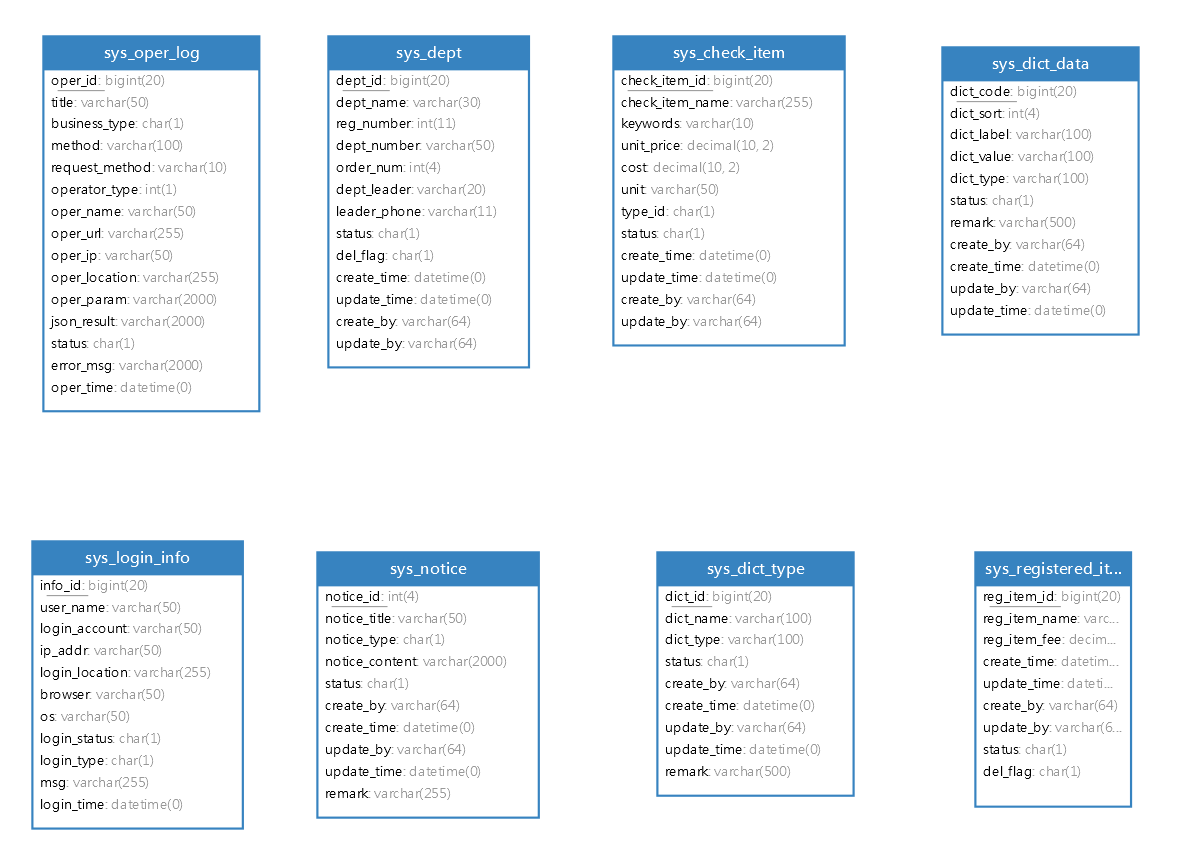 sys_oper_log
oper_id: bigint(20)
title: varchar(50)
business_type: char(1)
method: varchar(100)
request_method: varchar(10)
operator_type: int(1)
oper_name: varchar(50)
oper_url: varchar(255)
oper_ip: varchar(50)
oper_location: varchar(255)
oper_param: varchar(2000)
json_result: varchar(2000)
status: char(1)
error_msg: varchar(2000)
oper_time: datetime(0)
sys_dept
dept_id: bigint(20)
dept_name: varchar(30)
reg_number: int(11)
dept_number: varchar(50)
order_num: int(4)
dept_leader: varchar(20)
leader_phone: varchar(11)
status: char(1)
del_flag: char(1)
create_time: datetime(0)
update_time: datetime(0)
create_by: varchar(64)
update_by: varchar(64)
sys_check_item
check_item_id: bigint(20)
check_item_name: varchar(255)
keywords: varchar(10)
unit_price: decimal(10, 2)
cost: decimal(10, 2)
unit: varchar(50)
type_id: char(1)
status: char(1)
create_time: datetime(0)
update_time: datetime(0)
create_by: varchar(64)
update_by: varchar(64)
sys_dict_data
dict_code: bigint(20)
dict_sort: int(4)
dict_label: varchar(100)
dict_value: varchar(100)
dict_type: varchar(100)
status: char(1)
remark: varchar(500)
create_by: varchar(64)
create_time: datetime(0)
update_by: varchar(64)
update_time: datetime(0)
sys_login_info
info_id: bigint(20)
user_name: varchar(50)
login_account: varchar(50)
ip_addr: varchar(50)
login_location: varchar(255)
browser: varchar(50)
os: varchar(50)
login_status: char(1)
login_type: char(1)
msg: varchar(255)
login_time: datetime(0)
sys_notice
notice_id: int(4)
notice_title: varchar(50)
notice_type: char(1)
notice_content: varchar(2000)
status: char(1)
create_by: varchar(64)
create_time: datetime(0)
update_by: varchar(64)
update_time: datetime(0)
remark: varchar(255)
sys_dict_type
dict_id: bigint(20)
dict_name: varchar(100)
dict_type: varchar(100)
status: char(1)
create_by: varchar(64)
create_time: datetime(0)
update_by: varchar(64)
update_time: datetime(0)
remark: varchar(500)
sys_registered_it...
reg_item_id: bigint(20)
reg_item_name: varc...
reg_item_fee: decim...
create_time: datetim...
update_time: dateti...
create_by: varchar(64)
update_by: varchar(6...
status: char(1)
del_flag: char(1)